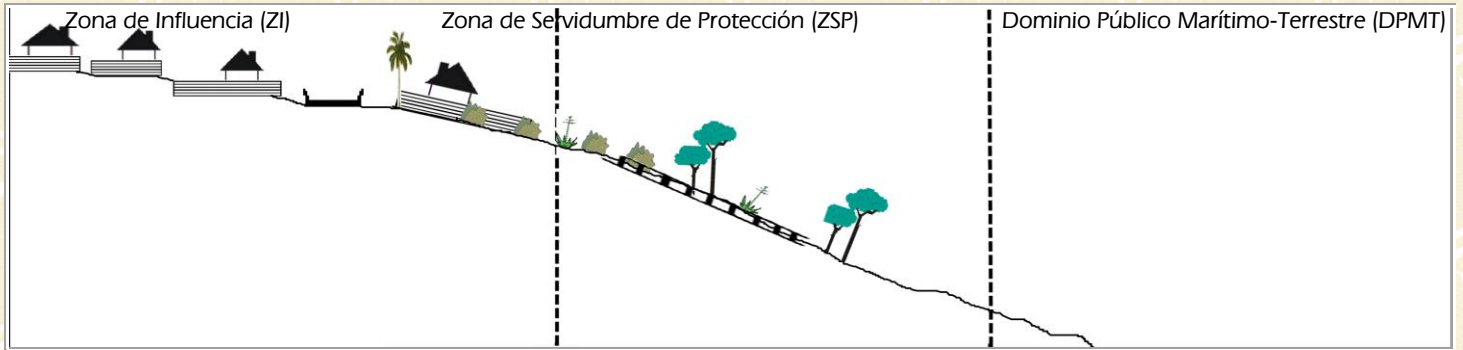 Zona de Influencia (ZI)
Zona de Servidumbre de Protección (ZSP)
Dominio Público Marítimo-Terrestre (DPMT)